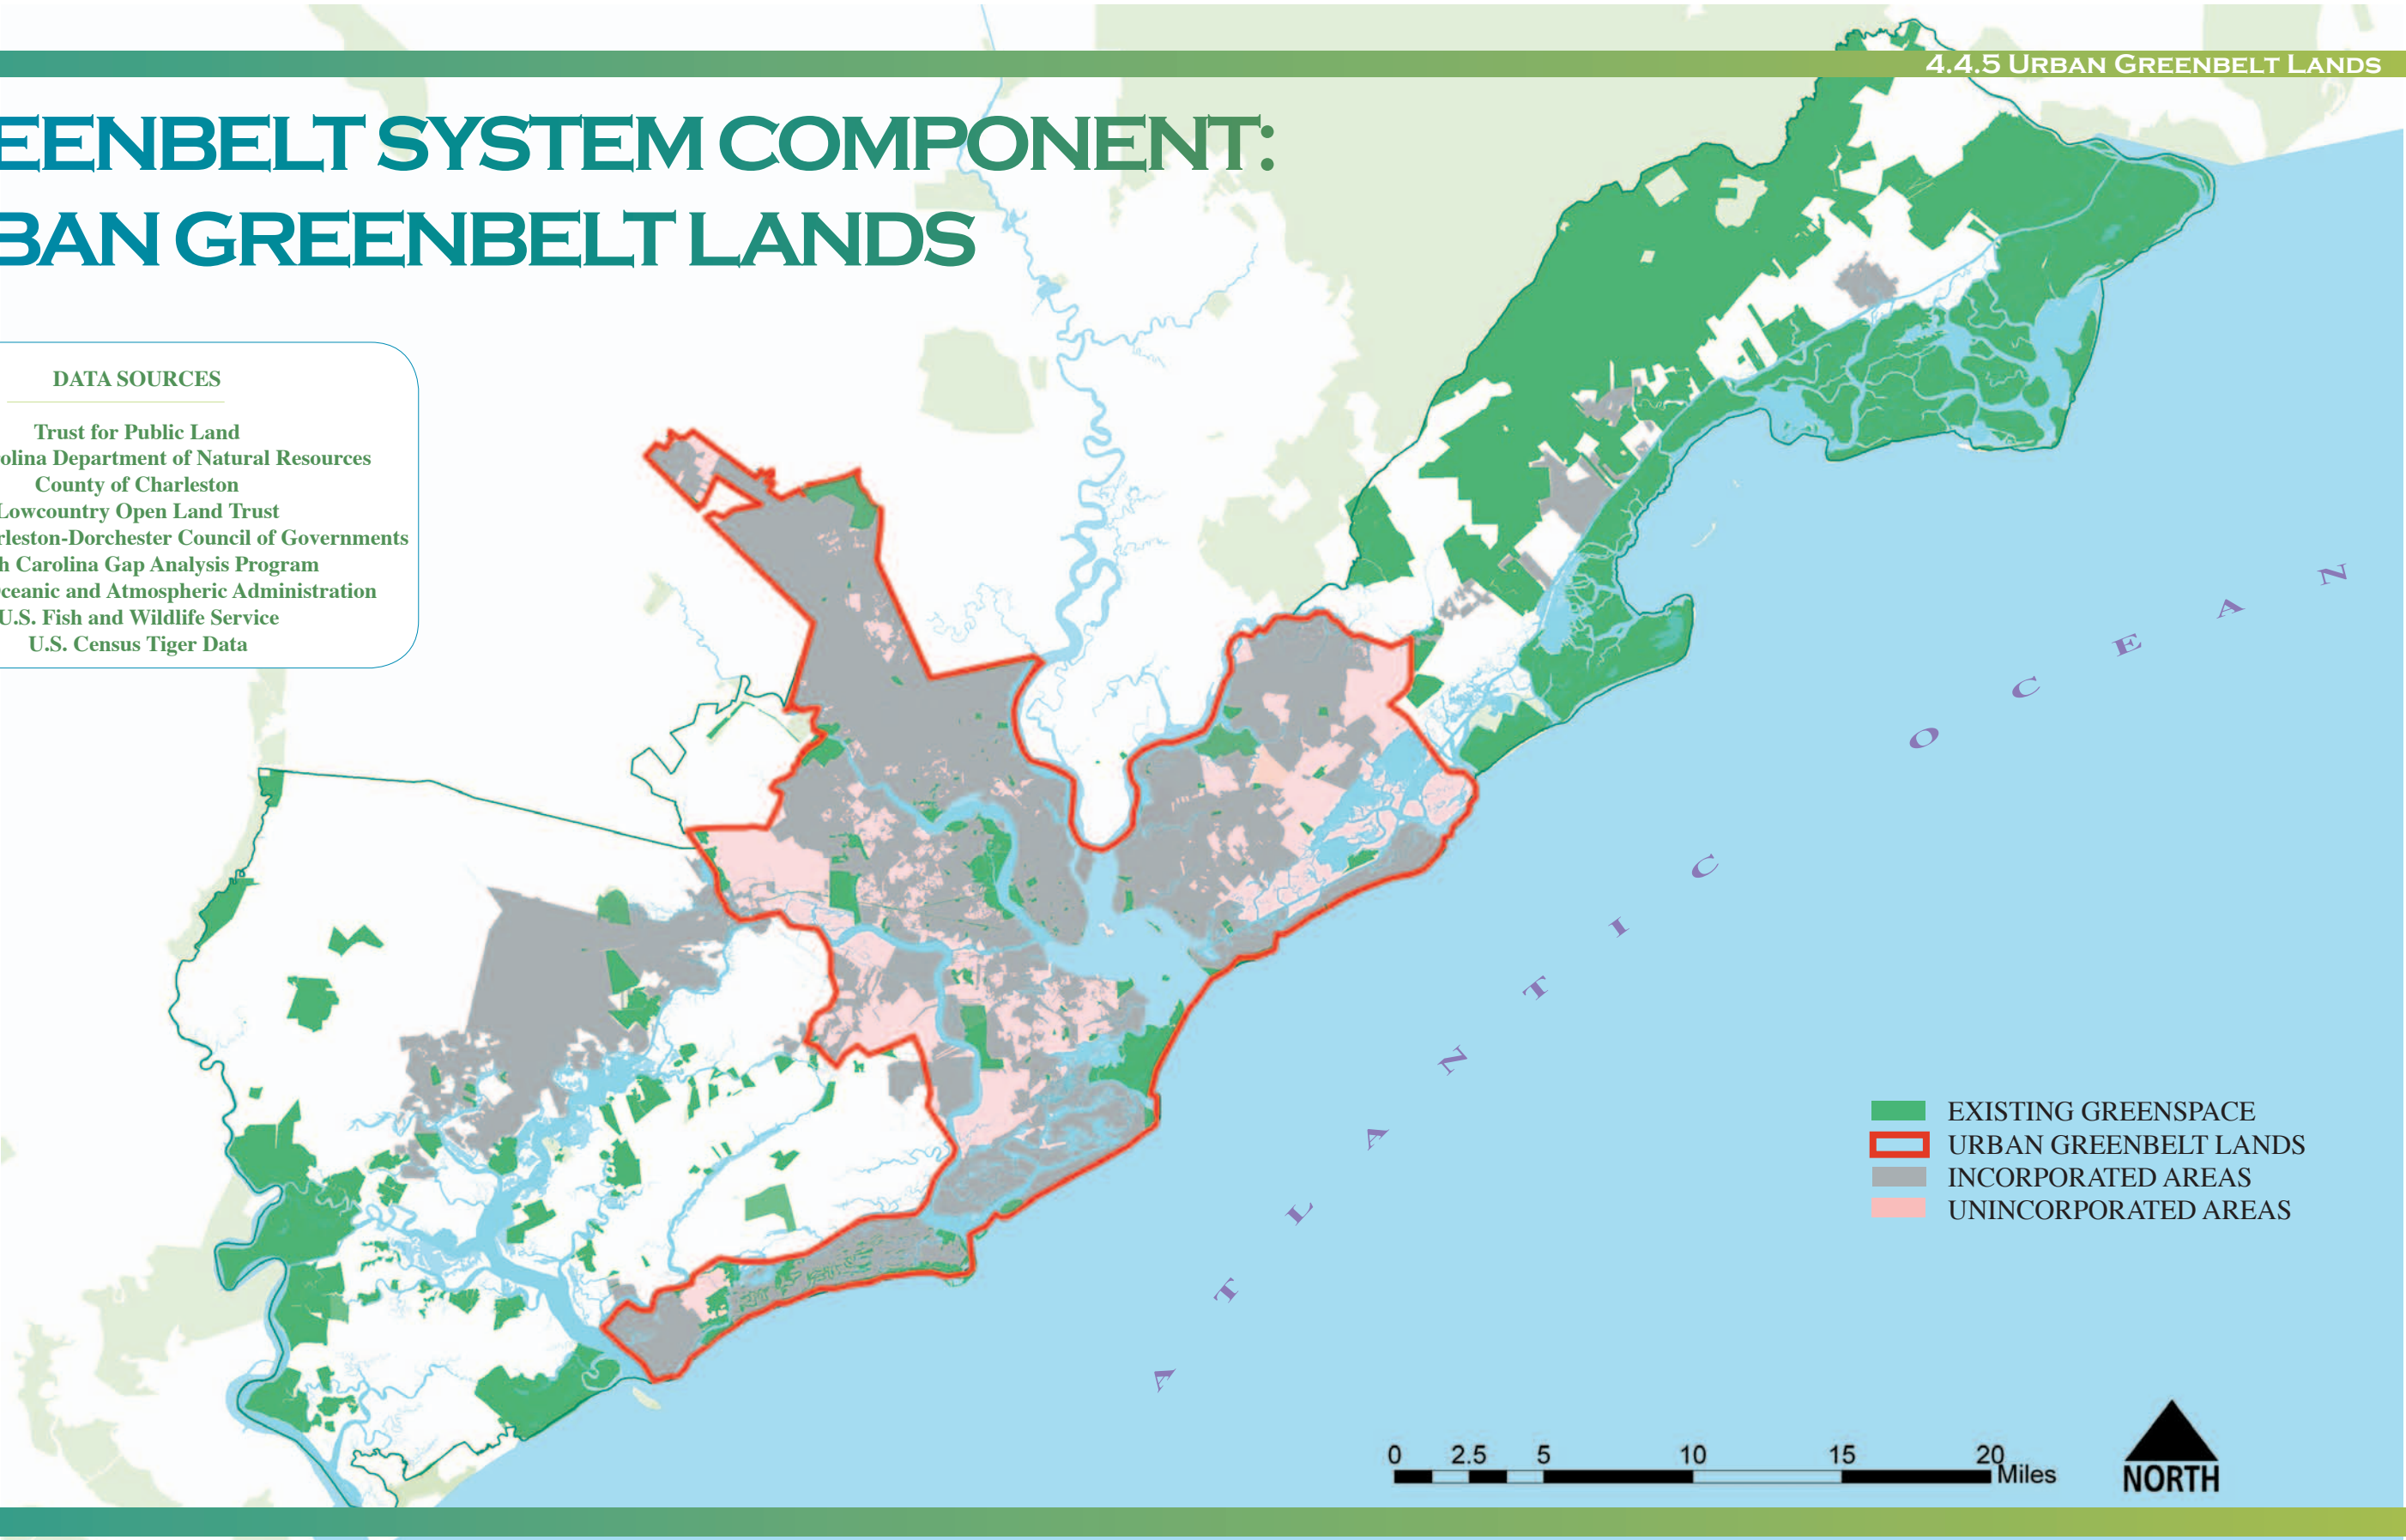 4.4.5 Urban Greenbelt Lands
EENBELT SYSTEM COMPONENT:
BAN GREENBELT LANDS
DATA SOURCES
Trust for Public Land
olina Department of Natural Resources
County of Charleston
Lowcountry Open Land Trust
rleston-Dorchester Council of Governments
h Carolina Gap Analysis Program
ceanic and Atmospheric Administration
U.S. Fish and Wildlife Service
U.S. Census Tiger Data
ATLANTIC OCEAN
EXISTING GREENSPACE
URBAN GREENBELT LANDS
INCORPORATED AREAS
UNINCORPORATED AREAS
0 2.5 5 10 15 20
Miles
NORTH